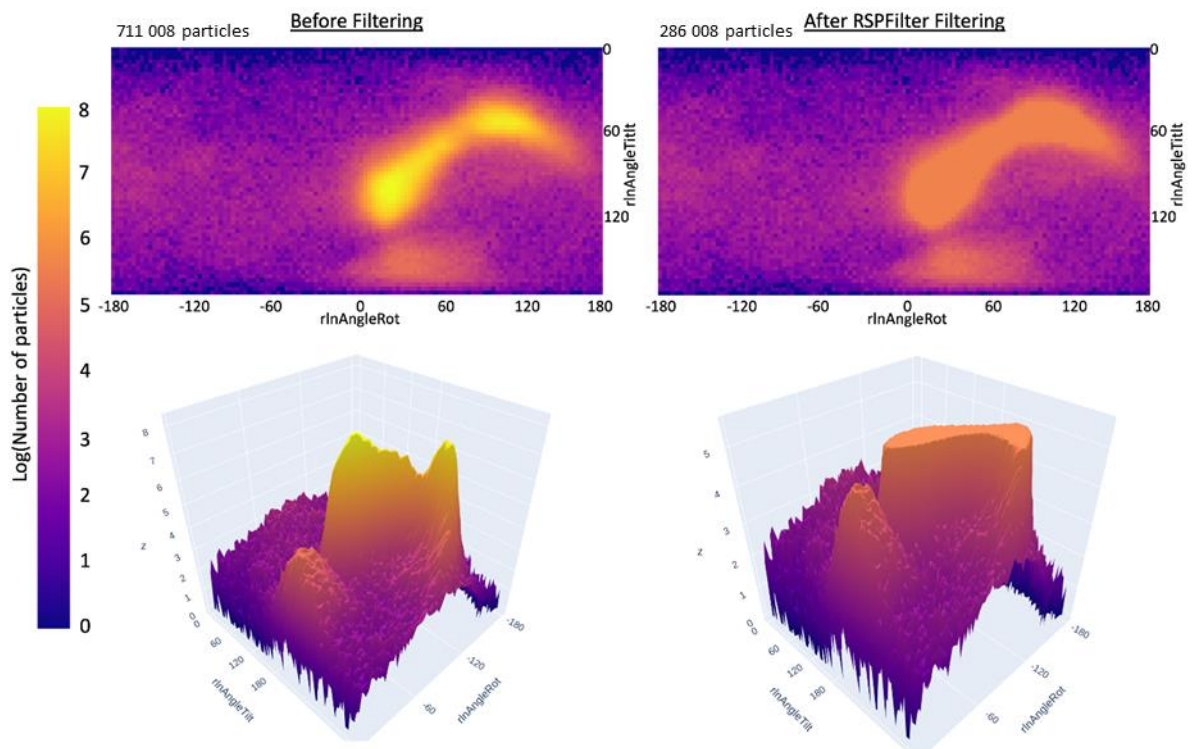 Before Filtering
After RSPFilter Filtering
711 008 particles
286 008 particles
0
60
120
rlnAngleTitlt
-180 -120 -60 0 60 120 180
rlnAngleRot
0
60
120
rlnAngleTitlt
-180 -120 -60 0 60 120 180
rlnAngleRot
8
7
6
5
4
3
2
1
0
Log(Number of particles)
8
7
6
5
4
3
2
1
0
z
0
60
120
180
rlnAngleTilt
-180
-120
-60
rlnAngleRot
5
4
3
2
1
0
z
0
60
120
180
rlnAngleTilt
-180
-120
-60
rlnAngleRot